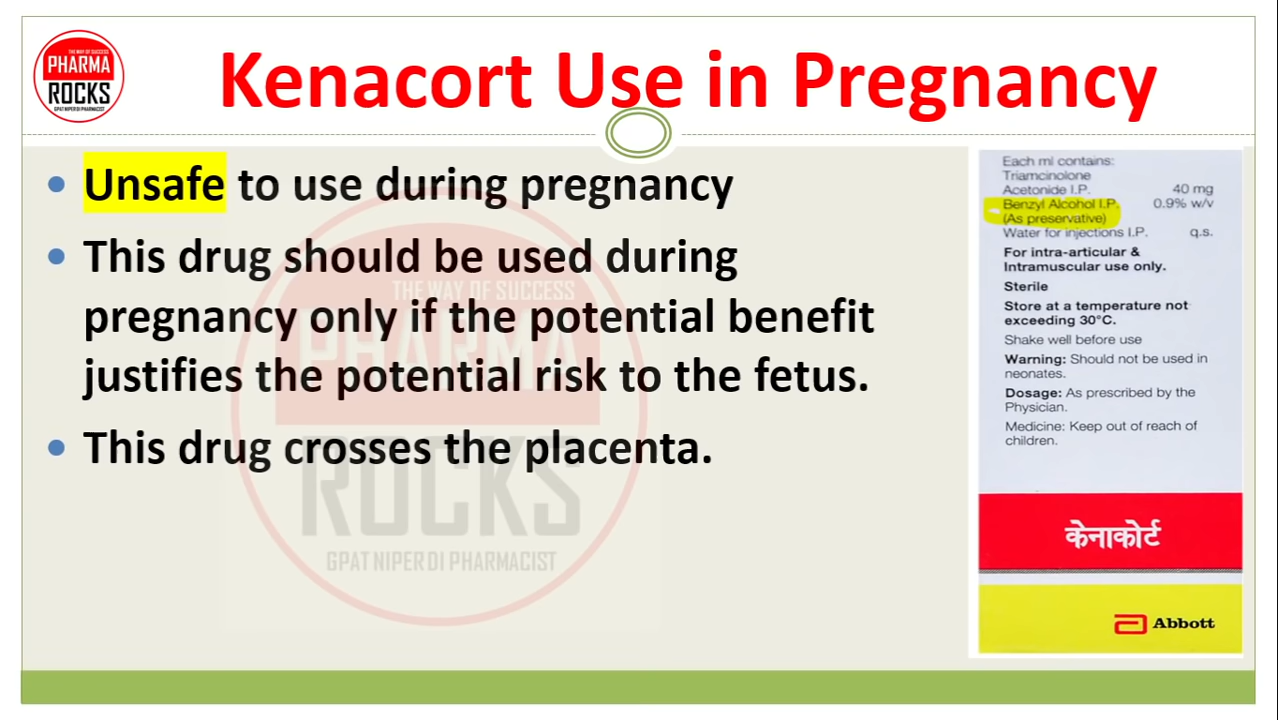 THE WAY OF SUCCESS
PHARMA
ROCKS
GPAT NIPER DI PHARMACIST
Kenacort Use in Pregnancy
Unsafe to use during pregnancy
This drug should be used during
pregnancy only if the potential benefit
justifies the potential risk to the fetus.
This drug crosses the placenta.
THE WAY OF SUCCESS
PHARMA
ROCKS
GPAT NIPER DI PHARMACIST
Each ml contains:
Triamcinolone
Acetonide I.P. 40 mg
Benzyl Alcohol I.P. 0.9% w/v
(As preservative)
Water for injections I.P. q.s.
For intra-articular &
Intramuscular use only.
Sterile
Store at a temperature not
exceeding 30°C.
Shake well before use
Warning: Should not be used in
neonates.
Dosage: As prescribed by the
Physician.
Medicine: Keep out of reach of
children.
केनाकोर्ट
Abbott